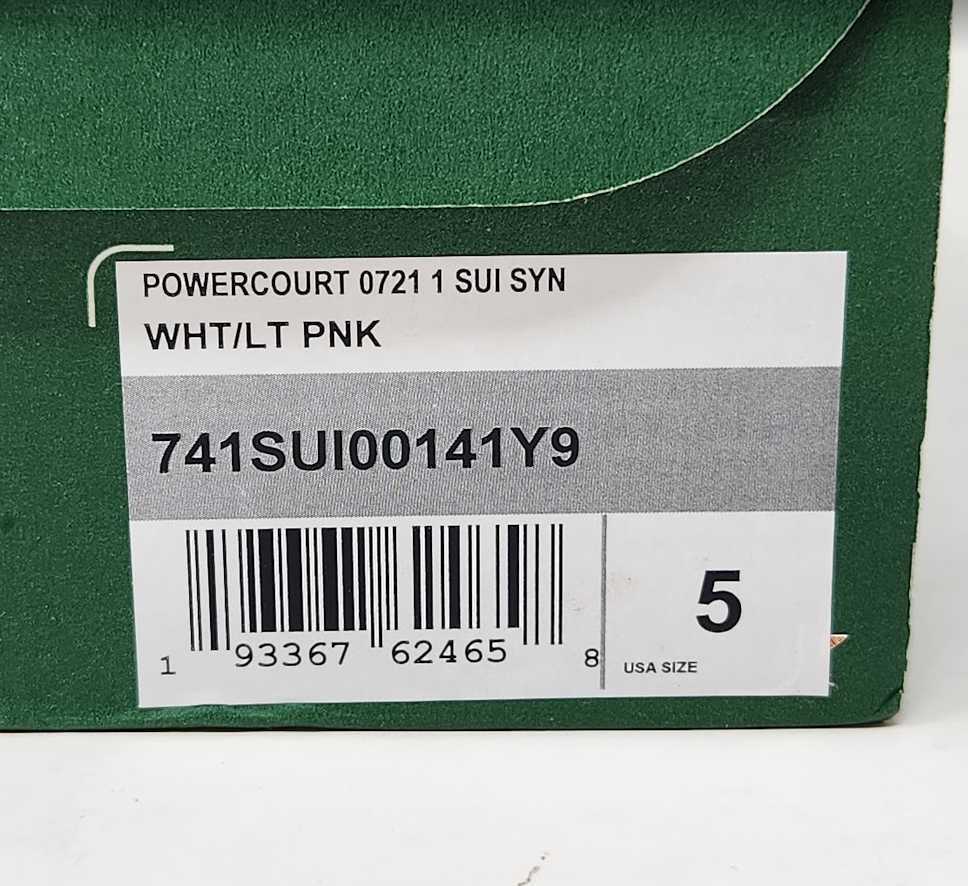 POWERCOURT 0721 1 SUI SYN
WHT/LT PNK
741SUI00141Y9
1 93367 62465 8
5
USA SIZE